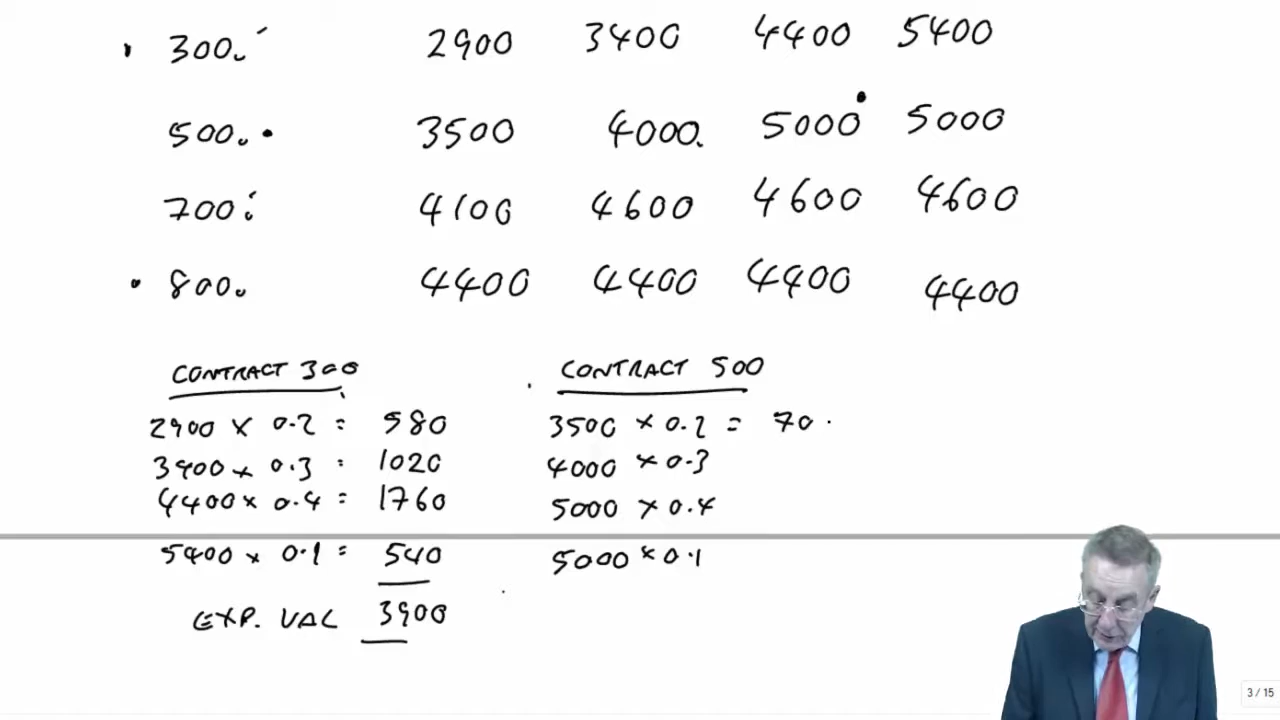 300. 2900 3400 4400 5400
500. 3500 4000. 5000 5000
700 4100 4600 4600 4600
800. 4400 4400 4400 4400
CONTRACT 300 CONTRACT 500
2900 × 0.2 = 580 3500 × 0.2 = 70
3400 × 0.3 = 1020 4000 × 0.3
4400 × 0.4 = 1760 5000 × 0.4
5400 × 0.1 = 540 5000 × 0.1
EXP. VAL 3900
3 / 15